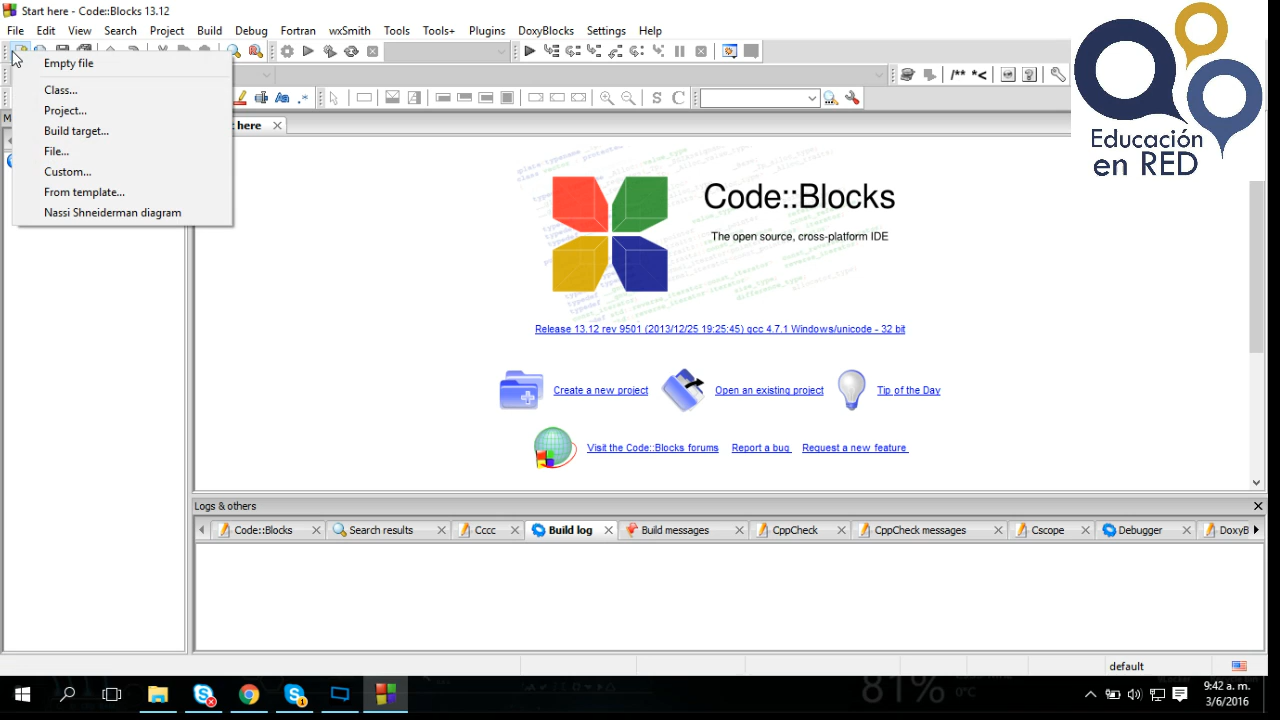 Start here - Code::Blocks 13.12
File Edit View Search Project Build Debug Fortran wxSmith Tools Tools+ Plugins DoxyBlocks Settings Help
Empty file
Class...
Project...
Build target...
File...
Custom...
From template...
Nassi Shneiderman diagram
/** *<
S C
here
Educación
en RED
Code::Blocks
The open source, cross-platform IDE
Release 13.12 rev 9501 (2013/12/25 19:25:45) gcc 4.7.1 Windows/unicode - 32 bit
Create a new project Open an existing project Tip of the Day
Visit the Code::Blocks forums Report a bug Request a new feature
Logs & others
Code::Blocks Search results Cccc Build log Build messages CppCheck CppCheck messages Cscope Debugger DoxyB
default
81%
0°C
9:42 a. m.
3/6/2016